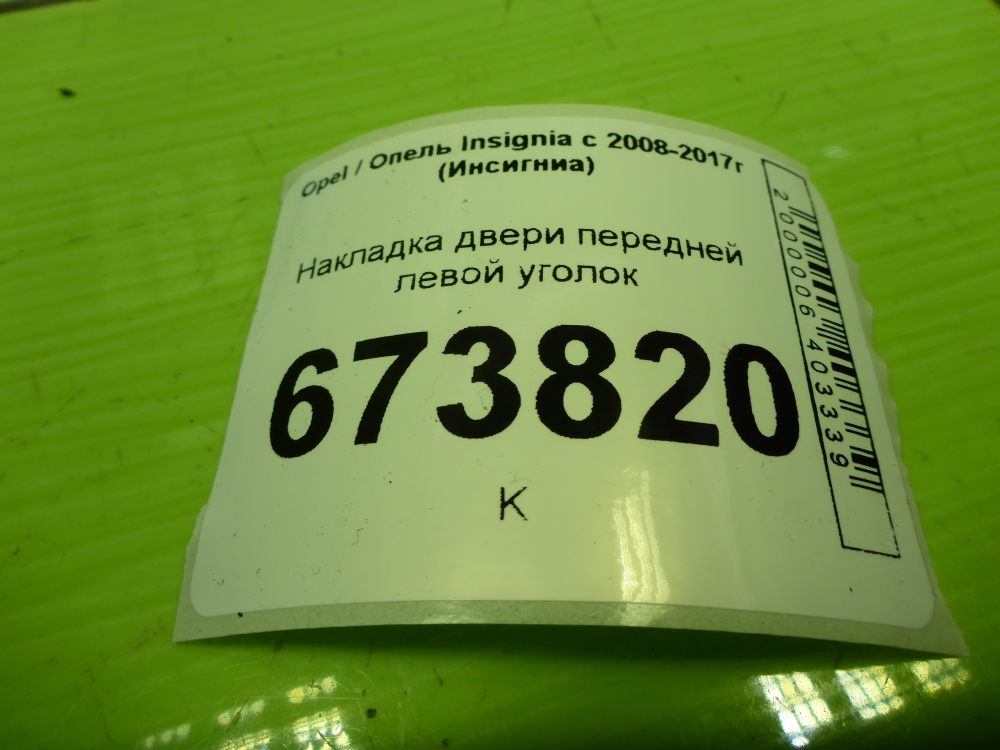 Opel / Опель Insignia с 2008-2017г
(Инсигниа)
Накладка двери передней
левой уголок
673820
К
2000006403339